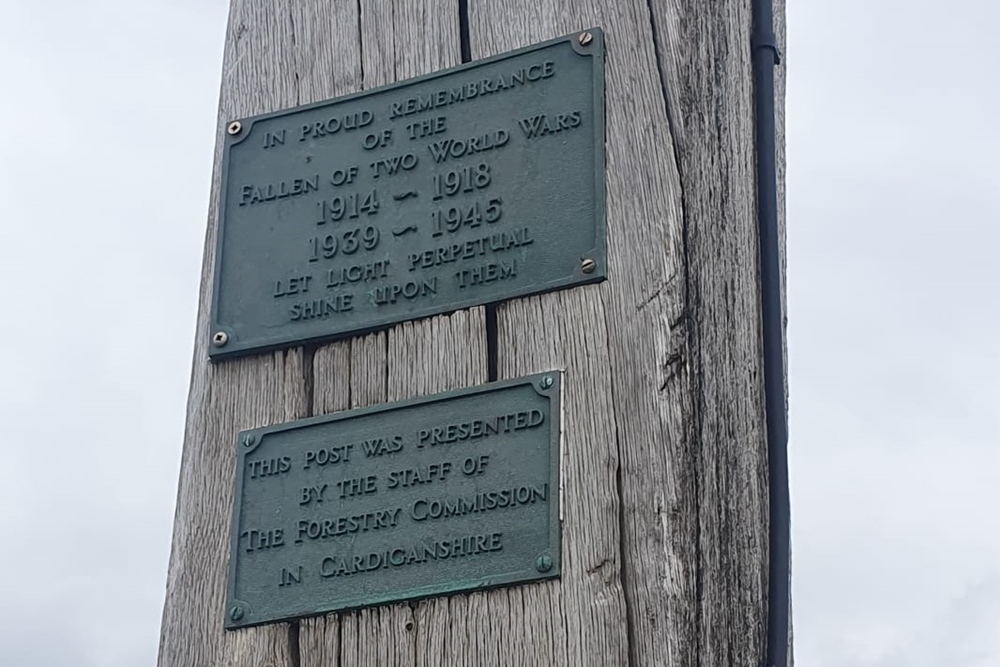 IN PROUD REMEMBRANCE
OF THE
FALLEN OF TWO WORLD WARS
1914 ~ 1918
1939 ~ 1945
LET LIGHT PERPETUAL
SHINE UPON THEM
THIS POST WAS PRESENTED
BY THE STAFF OF
THE FORESTRY COMMISSION
IN CARDIGANSHIRE